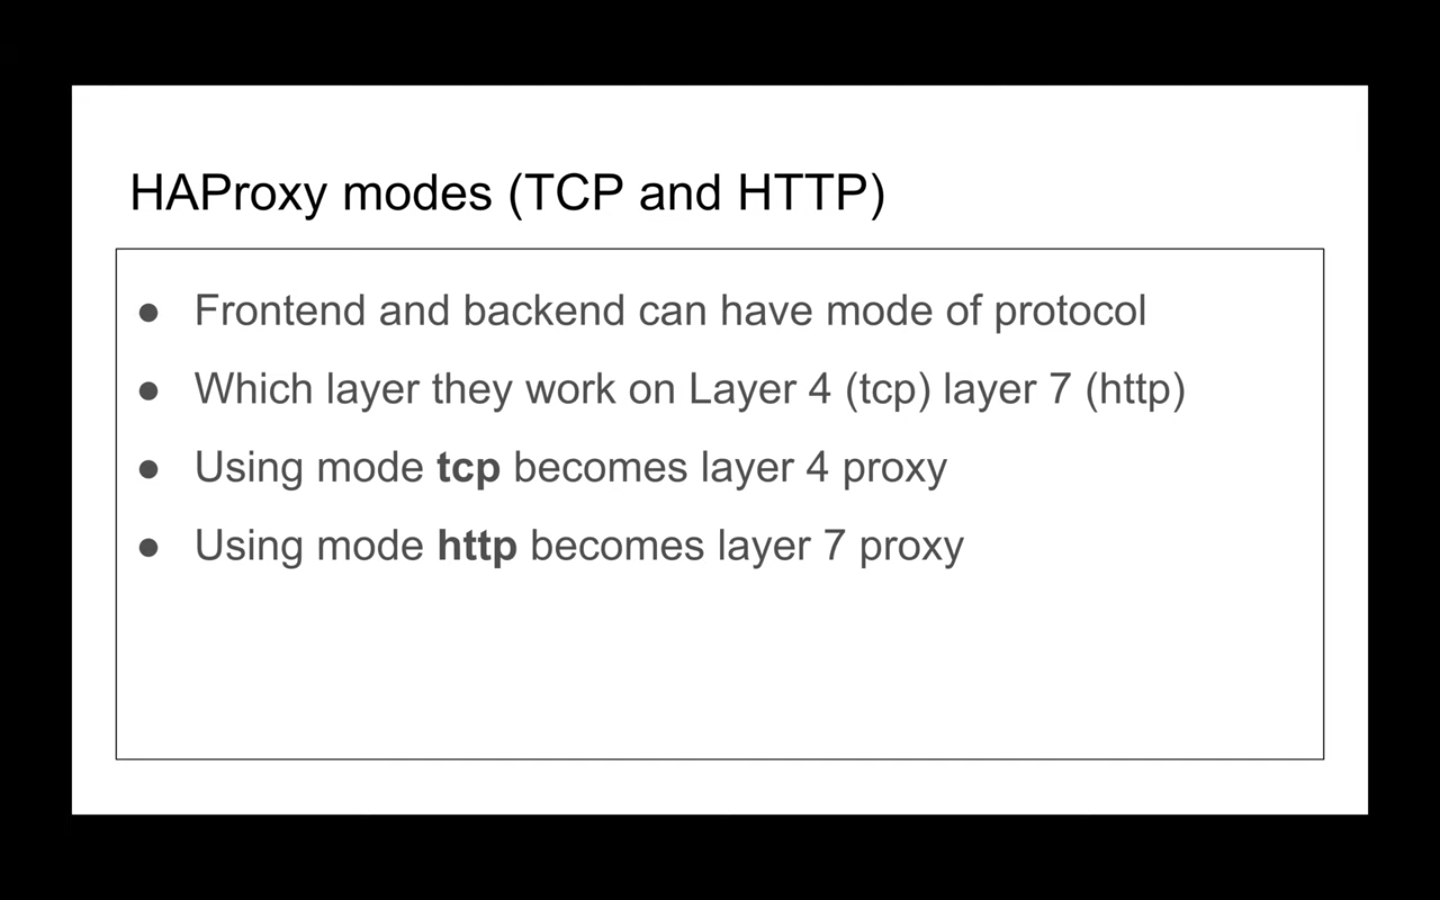 HAProxy modes (TCP and HTTP)
● Frontend and backend can have mode of protocol
● Which layer they work on Layer 4 (tcp) layer 7 (http)
● Using mode tcp becomes layer 4 proxy
● Using mode http becomes layer 7 proxy